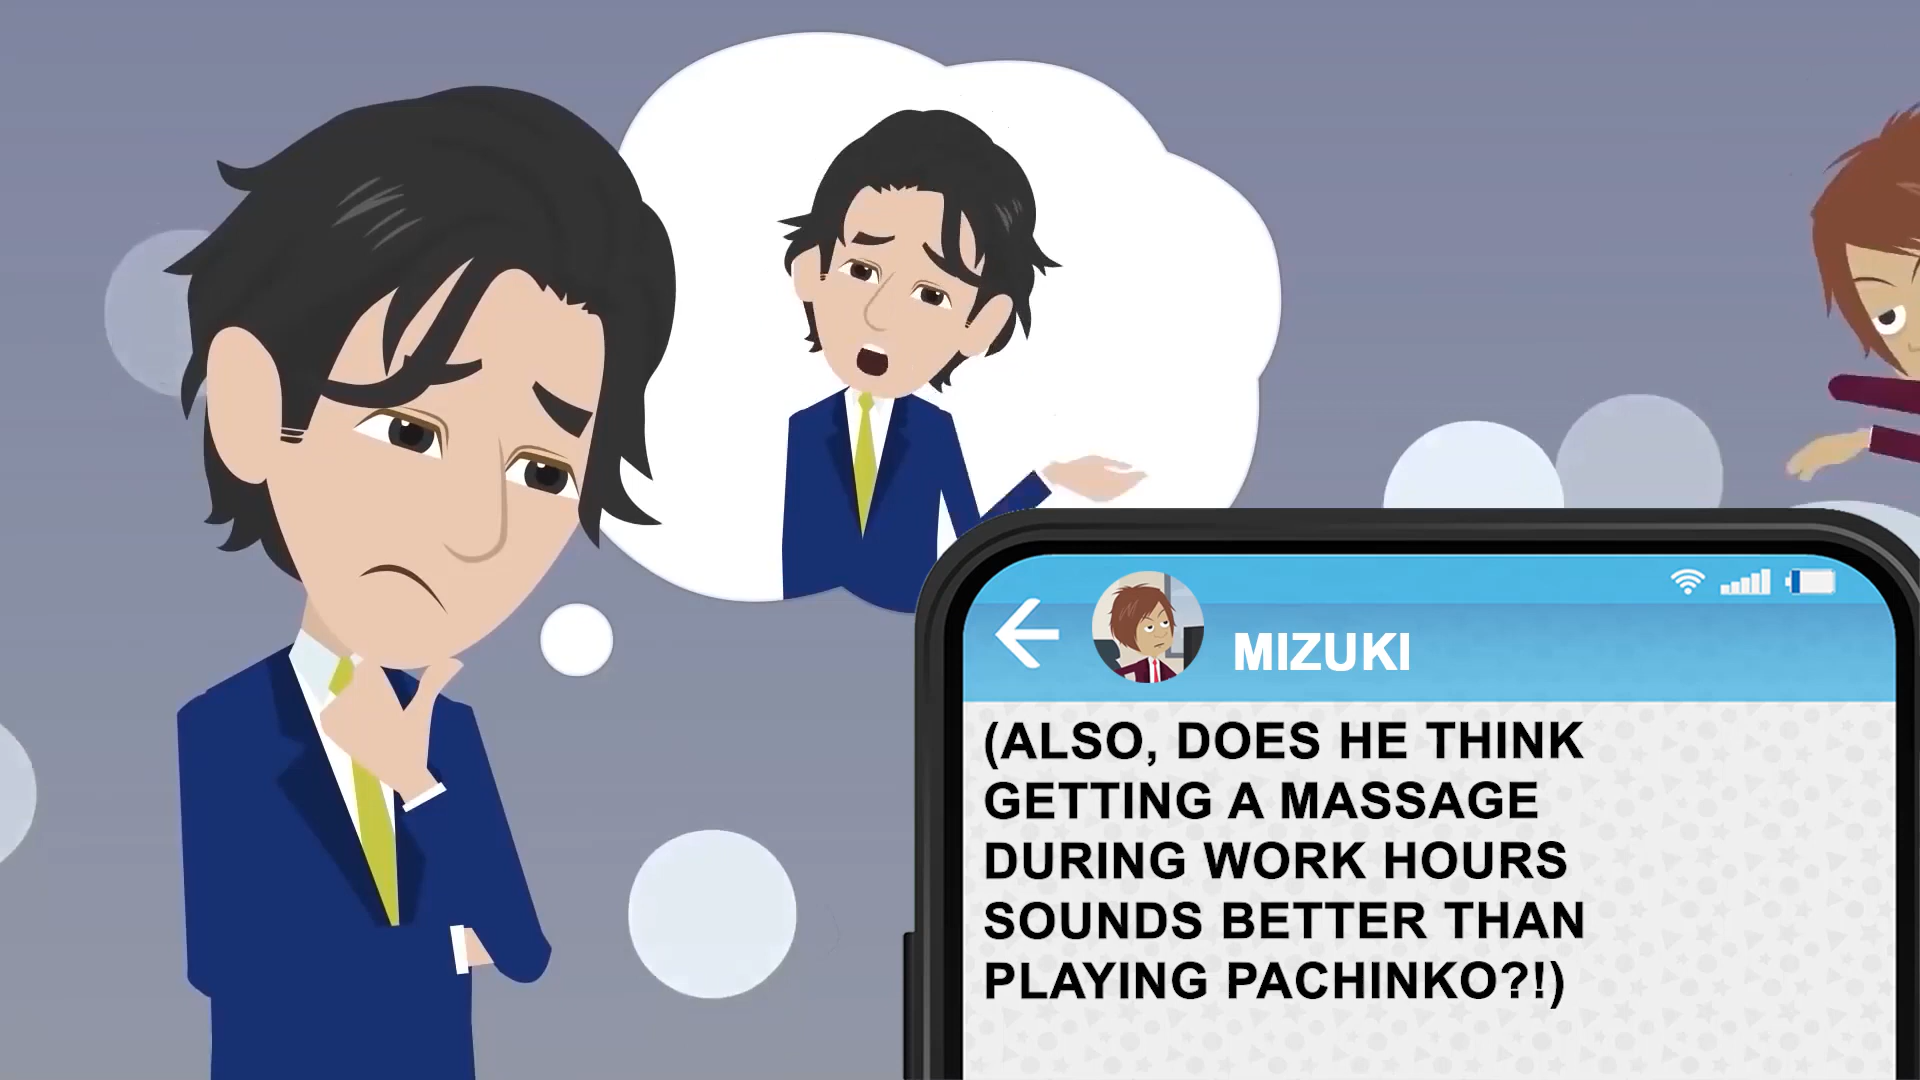 MIZUKI
(ALSO, DOES HE THINK
GETTING A MASSAGE
DURING WORK HOURS
SOUNDS BETTER THAN
PLAYING PACHINKO?!)